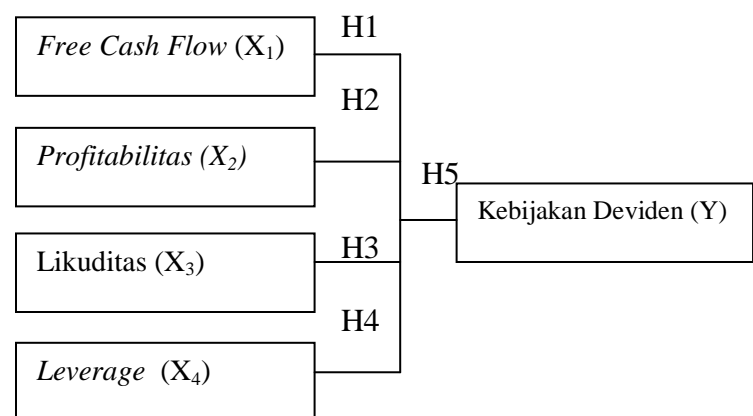 H1
Free Cash Flow (X₁)
H2
Profitabilitas (X₂)
H5
Kebijakan Deviden (Y)
Likuditas (X₃)
H3
H4
Leverage (X₄)